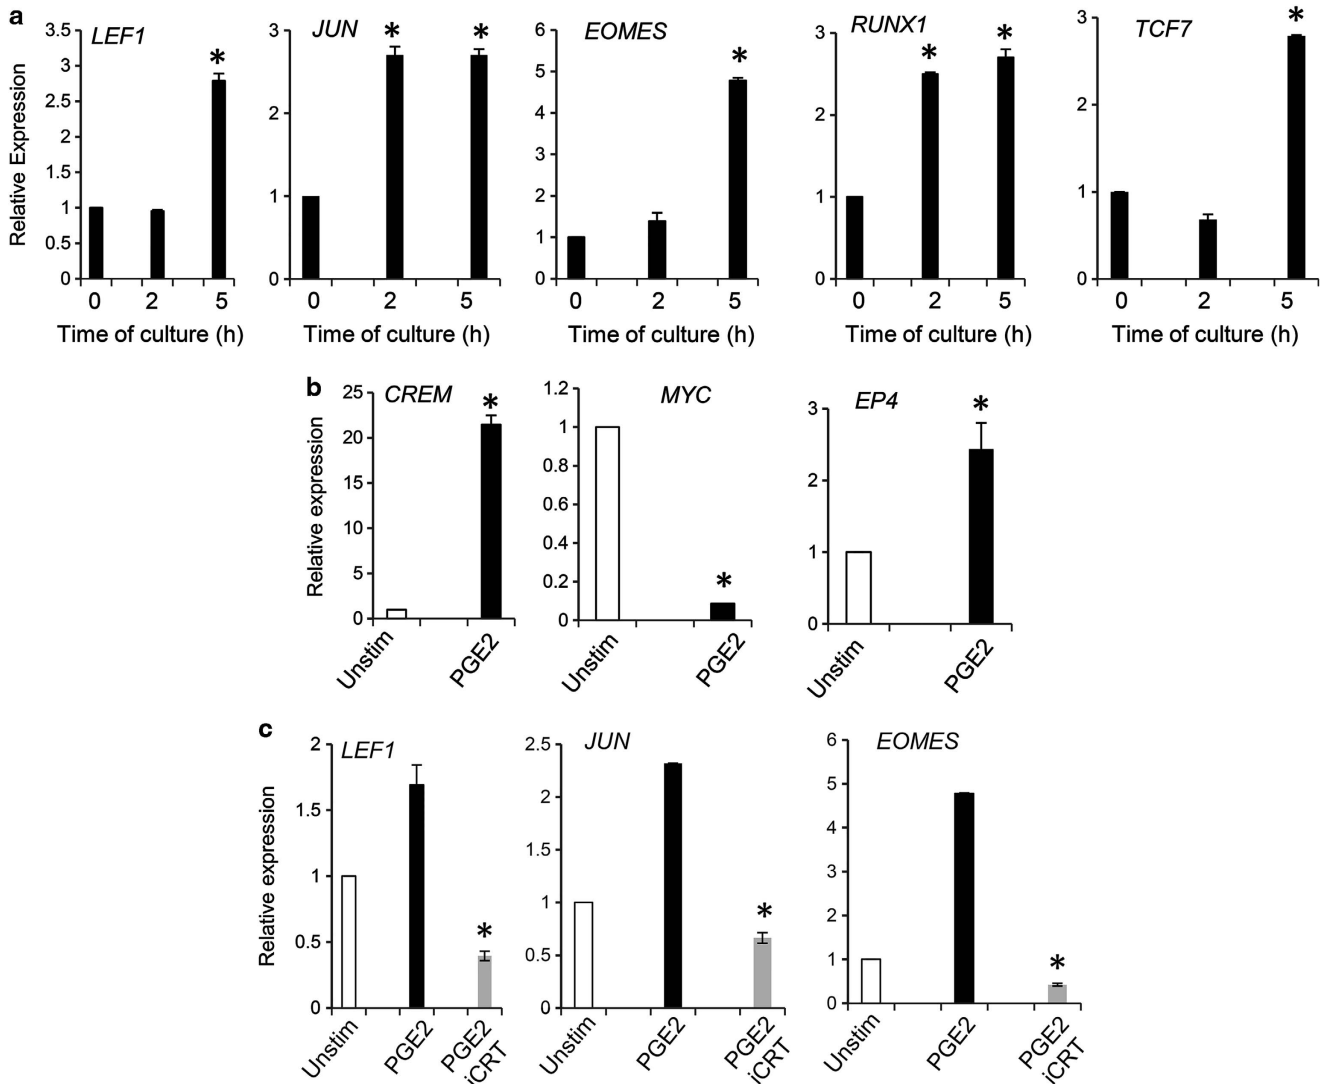 a
LEF1
JUN
EOMES
RUNX1
TCF7
Relative Expression
3.5
3
2.5
2
1.5
1
0.5
0
*
0 2 5
Time of culture (h)
3
2
1
0
* *
0 2 5
Time of culture (h)
6
5
4
3
2
1
0
*
0 2 5
Time of culture (h)
3
2
1
0
* *
0 2 5
Time of culture (h)
3
2
1
0
*
0 2 5
Time of culture (h)
b
CREM
Relative expression
25
20
15
10
5
0
*
Unstim
PGE2
MYC
1.2
1
0.8
0.6
0.4
0.2
0
*
Unstim
PGE2
EP4
3
2
1
0
*
Unstim
PGE2
c
LEF1
Relative expression
2
1.5
1
0.5
0
*
Unstim
PGE2
PGE2
iCRT
JUN
2.5
2
1.5
1
0.5
0
*
Unstim
PGE2
PGE2
iCRT
EOMES
6
5
4
3
2
1
0
*
Unstim
PGE2
PGE2
iCRT